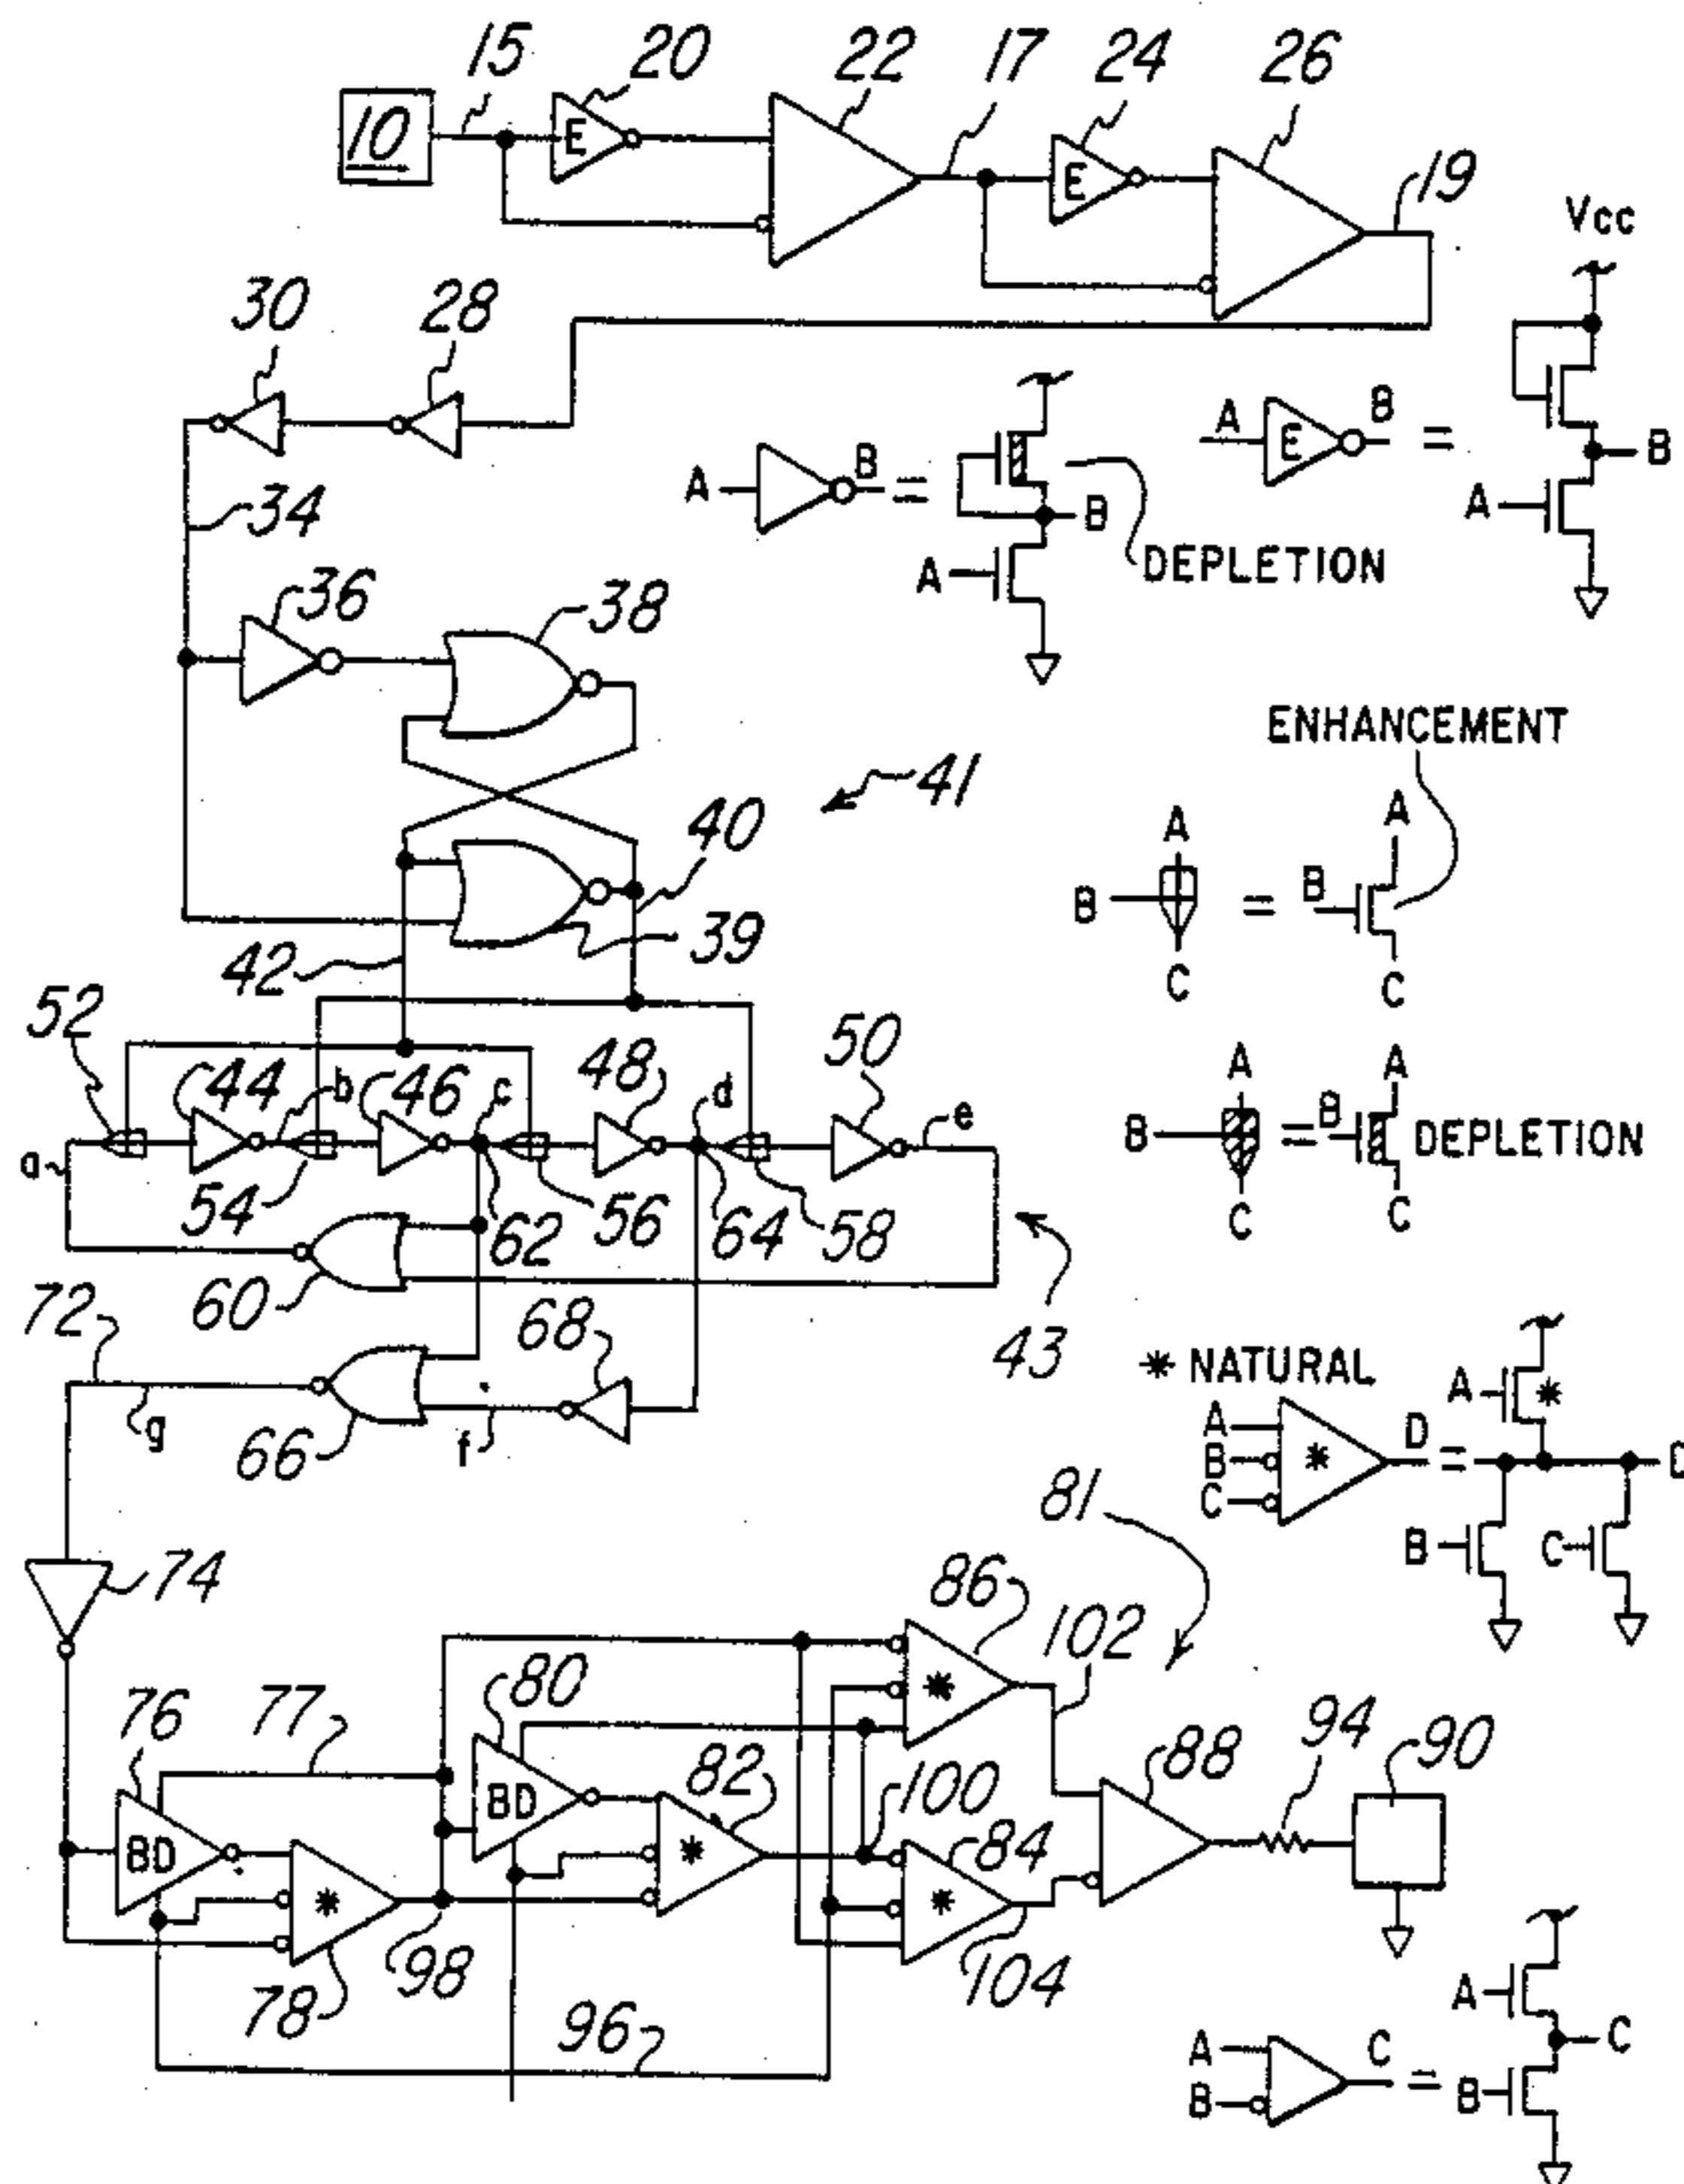 15 20 22 17 24 26
10 E E 19
Vcc
30 28
A B = B A E B = B
34 A A
DEPLETION
36 38
ENHANCEMENT
41
40 A A
B = B
39
42 C C
52 44 b 46 c 48 d 50 e
A A
B = B DEPLETION
a
54 62 56 64 58
C C
72 60 68 43
* NATURAL
A *
A
B * D = D
C
g 66 f
B C
81
74 86 102
76 77 80 * 94 90
82 88
BD 100
BD * 84
* *
98 104
78 96
A
A C = C
B B